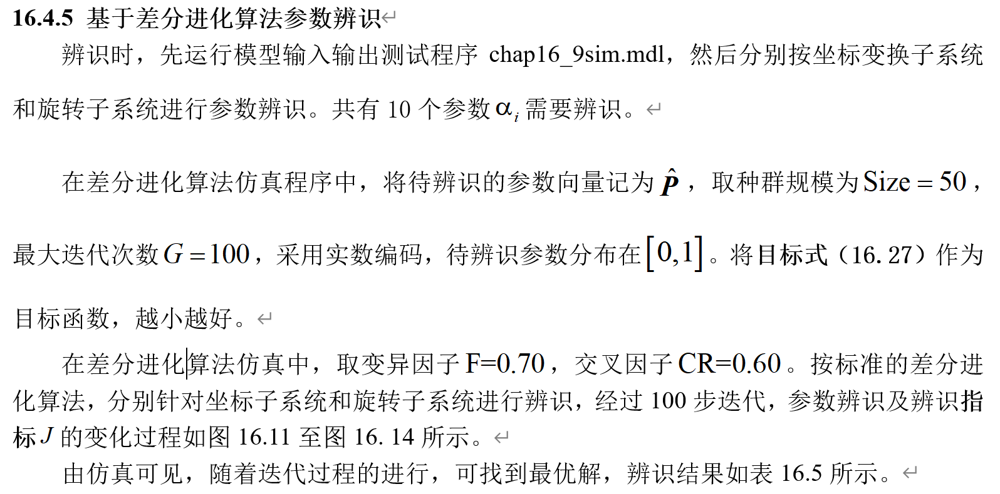 16.4.5 基于差分进化算法参数辨识↵
辨识时，先运行模型输入输出测试程序 chap16_9sim.mdl，然后分别按坐标变换子系统
和旋转子系统进行参数辨识。共有 10 个参数 αᵢ 需要辨识。↵
在差分进化算法仿真程序中，将待辨识的参数向量记为 P̂ ，取种群规模为 Size = 50，
最大迭代次数 G = 100，采用实数编码，待辨识参数分布在 [0,1]。将目标式（16.27）作为
目标函数，越小越好。↵
在差分进化算法仿真中，取变异因子 F=0.70，交叉因子 CR=0.60。按标准的差分进
化算法，分别针对坐标子系统和旋转子系统进行辨识，经过 100 步迭代，参数辨识及辨识指
标 J 的变化过程如图 16.11 至图 16. 14 所示。↵
由仿真可见，随着迭代过程的进行，可找到最优解，辨识结果如表 16.5 所示。↵